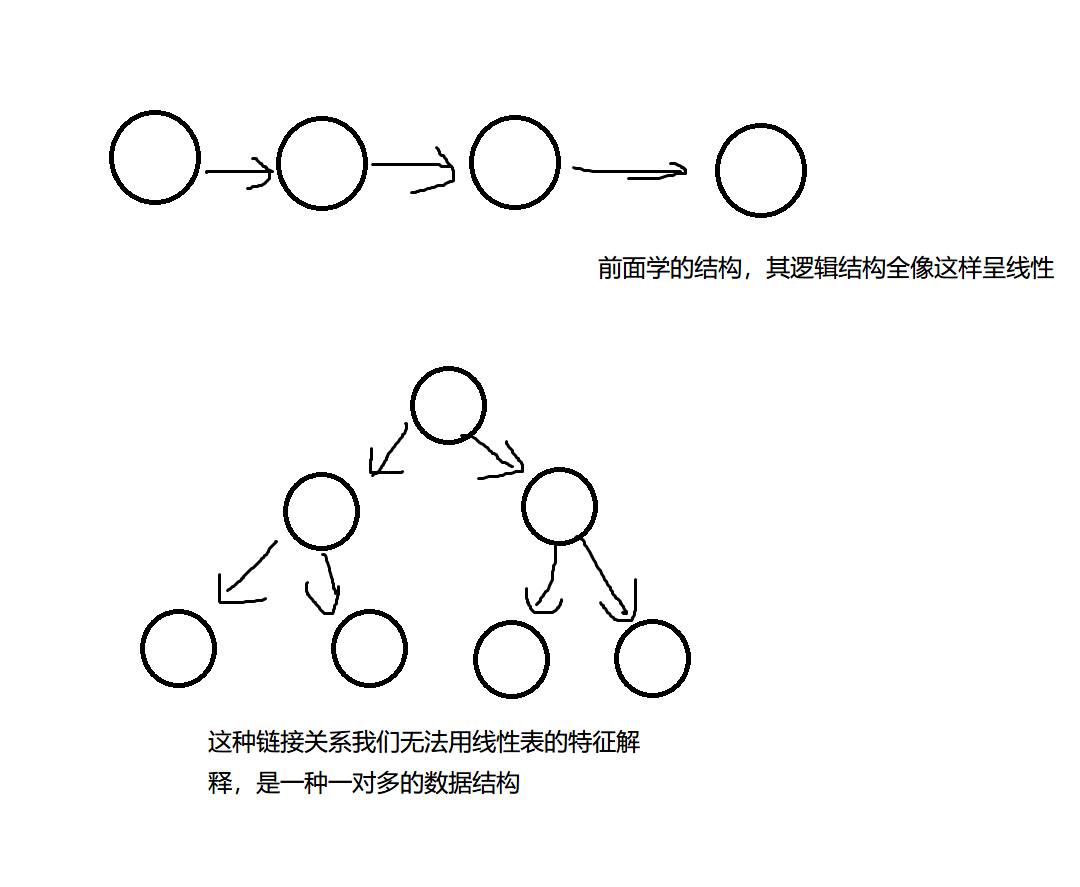 前面学的结构，其逻辑结构全像这样呈线性
这种链接关系我们无法用线性表的特征解
释，是一种一对多的数据结构